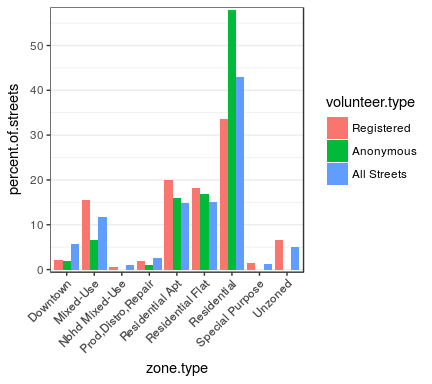 percent.of.streets
50
40
30
20
10
0
Downtown
Mixed-Use
Nbhd Mixed-Use
Prod,Distro,Repair
Residential Apt
Residential Flat
Residential
Special Purpose
Unzoned
zone.type
volunteer.type
Registered
Anonymous
All Streets